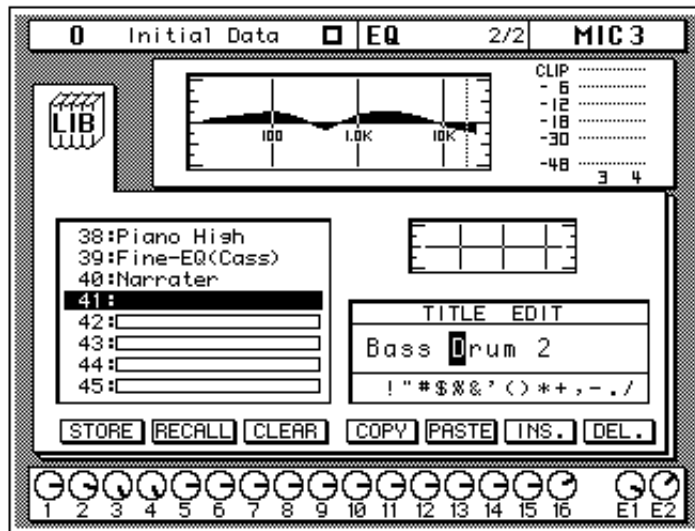 0 Initial Data EQ 2/2 MIC 3
LIB
100 1.0K 10K
CLIP
- 6
-12
-18
-30
-48
3 4
38:Piano High
39:Fine-EQ(Cass)
40:Narrater
41:
42:
43:
44:
45:
TITLE EDIT
Bass Drum 2
!"#$%&'()*+,-./
STORE RECALL CLEAR COPY PASTE INS. DEL.
1 2 3 4 5 6 7 8 9 10 11 12 13 14 15 16 E1 E2